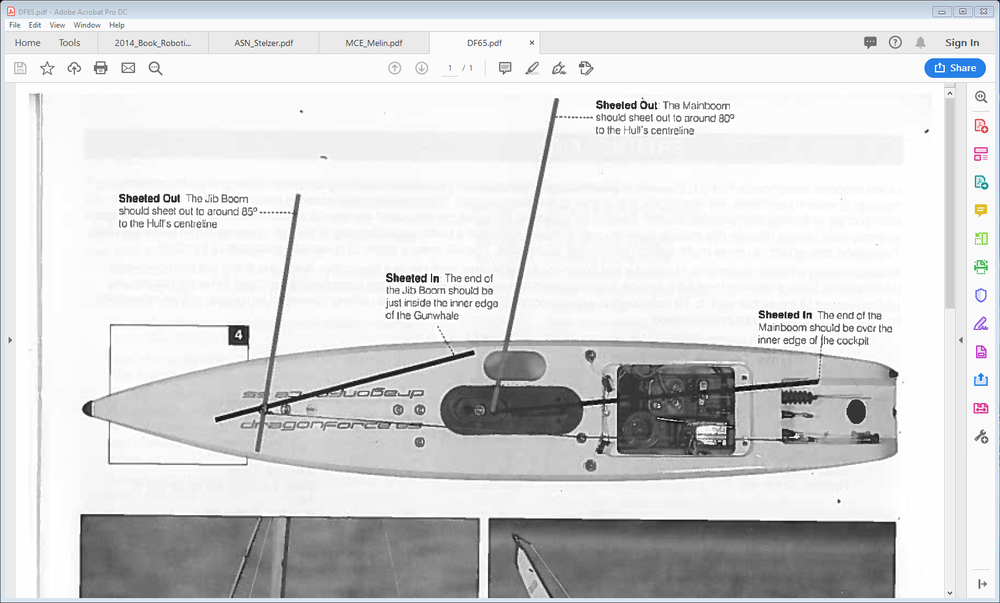 DF65.pdf - Adobe Acrobat Pro DC
File Edit View Window Help
Home Tools 2014_Book_Roboti... ASN_Stelzer.pdf MCE_Melin.pdf DF65.pdf × Sign In
1 / 1 Share
Sheeted Out: The Mainboom
should sheet out to around 80º
to the Hull's centreline
Sheeted Out The Jib Boom
should sheet out to around 85º
to the Hull's centreline
Sheeted In The end of
the Jib Boom should be
just inside the inner edge
of the Gunwhale
Sheeted In The end of the
Mainboom should be over the
inner edge of the cockpit
4
dragonforce 65
dragonforce 65